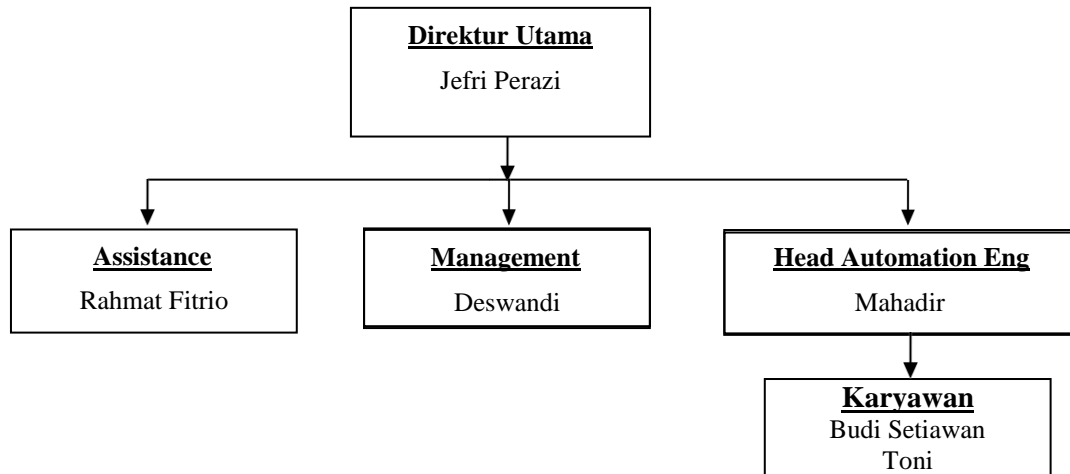 Direktur Utama
Jefri Perazi
Assistance
Rahmat Fitrio
Management
Deswandi
Head Automation Eng
Mahadir
Karyawan
Budi Setiawan
Toni